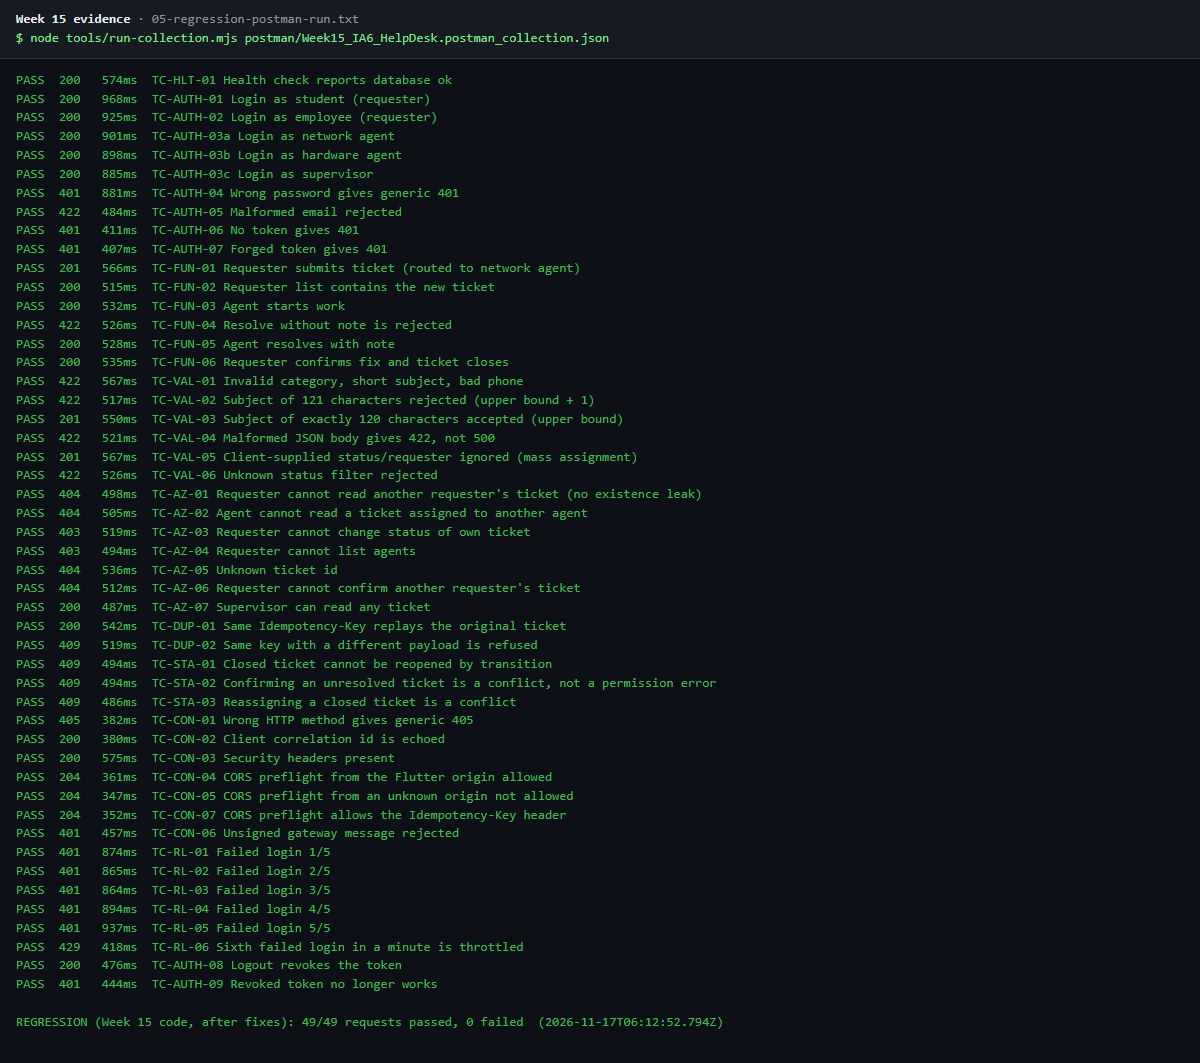 Week 15 evidence · 05-regression-postman-run.txt
$ node tools/run-collection.mjs postman/Week15_IA6_HelpDesk.postman_collection.json
PASS 200 574ms TC-HLT-01 Health check reports database ok
PASS 200 968ms TC-AUTH-01 Login as student (requester)
PASS 200 925ms TC-AUTH-02 Login as employee (requester)
PASS 200 901ms TC-AUTH-03a Login as network agent
PASS 200 898ms TC-AUTH-03b Login as hardware agent
PASS 200 885ms TC-AUTH-03c Login as supervisor
PASS 401 881ms TC-AUTH-04 Wrong password gives generic 401
PASS 422 484ms TC-AUTH-05 Malformed email rejected
PASS 401 411ms TC-AUTH-06 No token gives 401
PASS 401 407ms TC-AUTH-07 Forged token gives 401
PASS 201 566ms TC-FUN-01 Requester submits ticket (routed to network agent)
PASS 200 515ms TC-FUN-02 Requester list contains the new ticket
PASS 200 532ms TC-FUN-03 Agent starts work
PASS 422 526ms TC-FUN-04 Resolve without note is rejected
PASS 200 528ms TC-FUN-05 Agent resolves with note
PASS 200 535ms TC-FUN-06 Requester confirms fix and ticket closes
PASS 422 567ms TC-VAL-01 Invalid category, short subject, bad phone
PASS 422 517ms TC-VAL-02 Subject of 121 characters rejected (upper bound + 1)
PASS 201 550ms TC-VAL-03 Subject of exactly 120 characters accepted (upper bound)
PASS 422 521ms TC-VAL-04 Malformed JSON body gives 422, not 500
PASS 201 567ms TC-VAL-05 Client-supplied status/requester ignored (mass assignment)
PASS 422 526ms TC-VAL-06 Unknown status filter rejected
PASS 404 498ms TC-AZ-01 Requester cannot read another requester's ticket (no existence leak)
PASS 404 505ms TC-AZ-02 Agent cannot read a ticket assigned to another agent
PASS 403 519ms TC-AZ-03 Requester cannot change status of own ticket
PASS 403 494ms TC-AZ-04 Requester cannot list agents
PASS 404 536ms TC-AZ-05 Unknown ticket id
PASS 404 512ms TC-AZ-06 Requester cannot confirm another requester's ticket
PASS 200 487ms TC-AZ-07 Supervisor can read any ticket
PASS 200 542ms TC-DUP-01 Same Idempotency-Key replays the original ticket
PASS 409 519ms TC-DUP-02 Same key with a different payload is refused
PASS 409 494ms TC-STA-01 Closed ticket cannot be reopened by transition
PASS 409 494ms TC-STA-02 Confirming an unresolved ticket is a conflict, not a permission error
PASS 409 486ms TC-STA-03 Reassigning a closed ticket is a conflict
PASS 405 382ms TC-CON-01 Wrong HTTP method gives generic 405
PASS 200 380ms TC-CON-02 Client correlation id is echoed
PASS 200 575ms TC-CON-03 Security headers present
PASS 204 361ms TC-CON-04 CORS preflight from the Flutter origin allowed
PASS 204 347ms TC-CON-05 CORS preflight from an unknown origin not allowed
PASS 204 352ms TC-CON-07 CORS preflight allows the Idempotency-Key header
PASS 401 457ms TC-CON-06 Unsigned gateway message rejected
PASS 401 874ms TC-RL-01 Failed login 1/5
PASS 401 865ms TC-RL-02 Failed login 2/5
PASS 401 864ms TC-RL-03 Failed login 3/5
PASS 401 894ms TC-RL-04 Failed login 4/5
PASS 401 937ms TC-RL-05 Failed login 5/5
PASS 429 418ms TC-RL-06 Sixth failed login in a minute is throttled
PASS 200 476ms TC-AUTH-08 Logout revokes the token
PASS 401 444ms TC-AUTH-09 Revoked token no longer works
REGRESSION (Week 15 code, after fixes): 49/49 requests passed, 0 failed (2026-11-17T06:12:52.794Z)